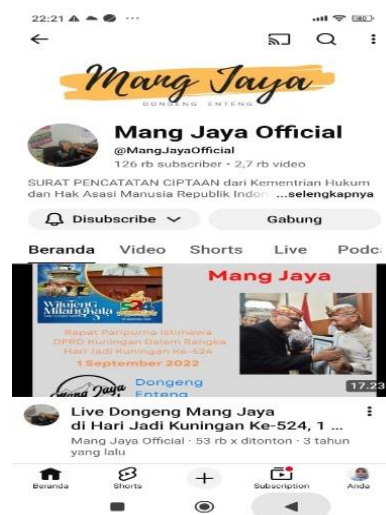 22:21
Mang Jaya
DONGENG ENTENG
Mang Jaya Official
@MangJayaOfficial
126 rb subscriber • 2,7 rb video
SURAT PENCATATAN CIPTAAN dari Kementrian Hukum
dan Hak Asasi Manusia Republik Indon ...selengkapnya
Disubscribe
Gabung
Beranda Video Shorts Live Podc
Mang Jaya
Wilujeng
Milangkala
Rapat Paripurna Istimewa
DPRD Kuningan Dalam Rangka
Hari Jadi Kuningan Ke-524
1 September 2022
Mang Jaya
Dongeng
Enteng
17.23
Live Dongeng Mang Jaya
di Hari Jadi Kuningan Ke-524, 1 ...
Mang Jaya Official · 53 rb x ditonton · 3 tahun
yang lalu
Beranda Shorts Subscription Anda